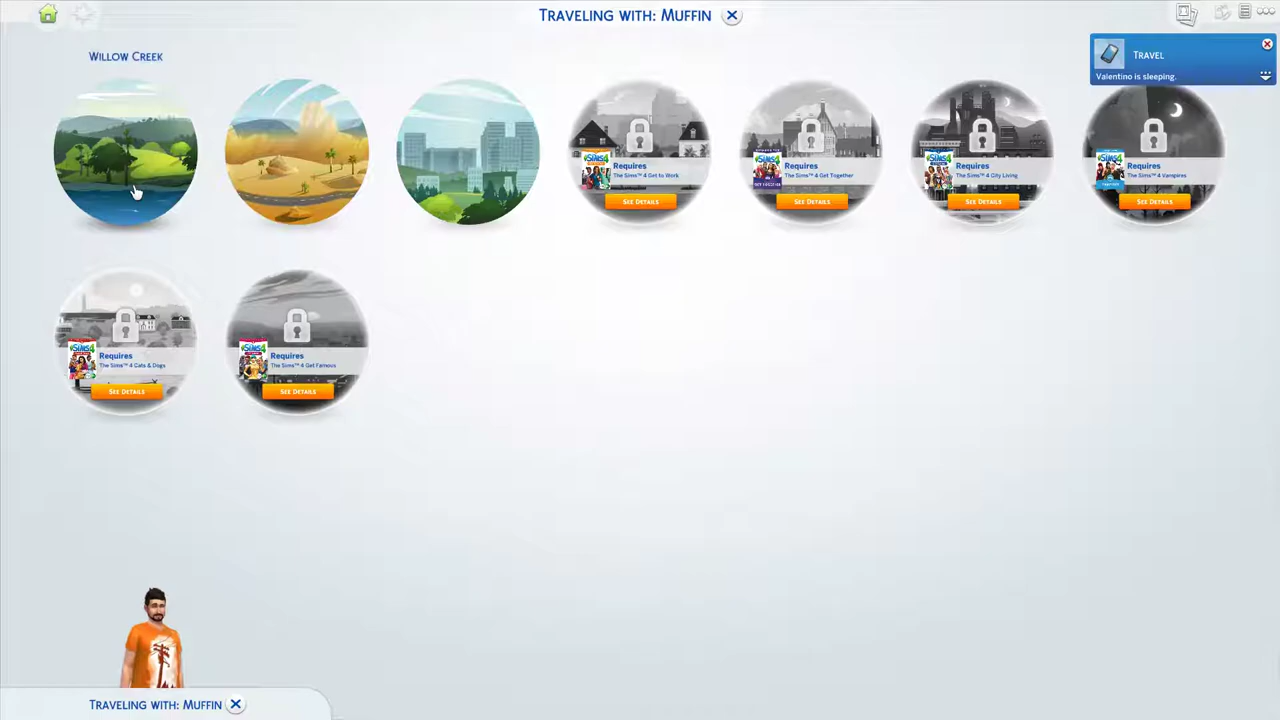 Traveling with: Muffin
Willow Creek
Travel
Valentino is sleeping.
Requires
The Sims™ 4 Get to Work
See Details
Requires
The Sims™ 4 Get Together
See Details
Requires
The Sims™ 4 City Living
See Details
Requires
The Sims™ 4 Vampires
See Details
Requires
The Sims™ 4 Cats & Dogs
See Details
Requires
The Sims™ 4 Get Famous
See Details
Traveling with: Muffin